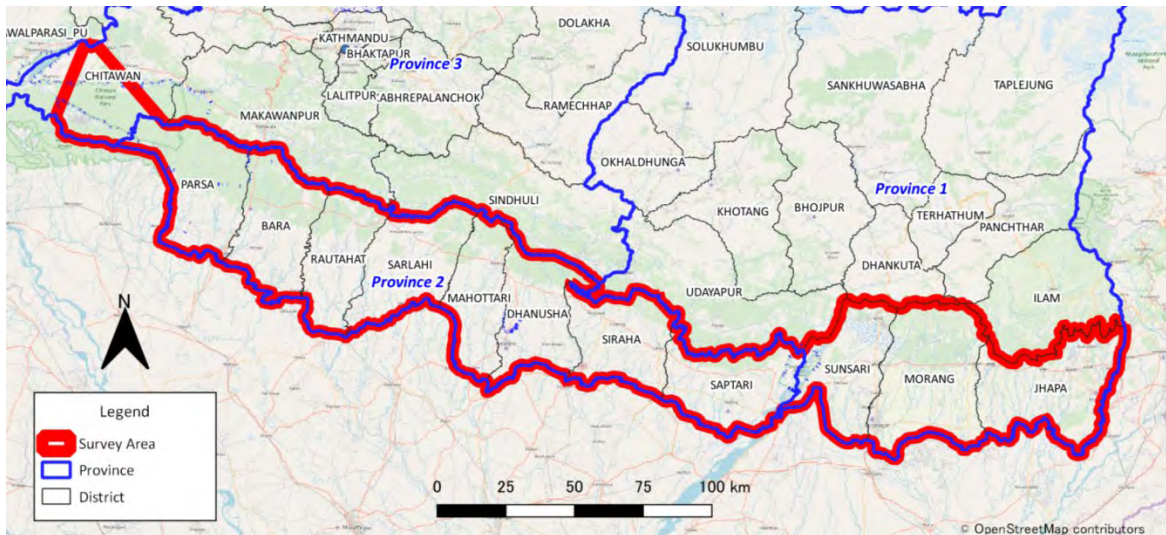 AWALPARASI_PU
DOLAKHA
KATHMANDU
BHAKTAPUR
SOLUKHUMBU
Province 3
CHITAWAN
SANKHUWASABHA
TAPLEJUNG
LALITPUR
ABHREPALANCHOK
RAMECHHAP
MAKAWANPUR
OKHALDHUNGA
PARSA
SINDHULI
Province 1
KHOTANG
BHOJPUR
TERHATHUM
PANCHTHAR
BARA
RAUTAHAT
SARLAHI
DHANKUTA
Province 2
MAHOTTARI
UDAYAPUR
ILAM
DHANUSHA
N
SIRAHA
SUNSARI
MORANG
SAPTARI
JHAPA
Legend
Survey Area
Province
District
0 25 50 75 100 km
© OpenStreetMap contributors